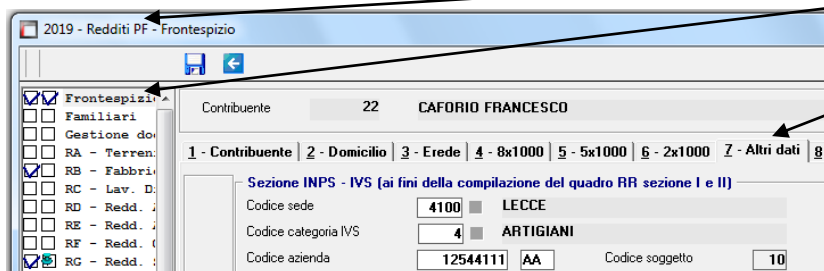 2019 - Redditi PF - Frontespizio
Frontespizi
Familiari
Gestione do
RA - Terren
RB - Fabbri
RC - Lav. D
RD - Redd.
RE - Redd.
RF - Redd.
RG - Redd.
Contribuente 22 CAFORIO FRANCESCO
1 - Contribuente 2 - Domicilio 3 - Erede 4 - 8x1000 5 - 5x1000 6 - 2x1000 7 - Altri dati 8
Sezione INPS - IVS (ai fini della compilazione del quadro RR sezione I e II)
Codice sede 4100 LECCE
Codice categoria IVS 4 ARTIGIANI
Codice azienda 12544111 AA Codice soggetto 10